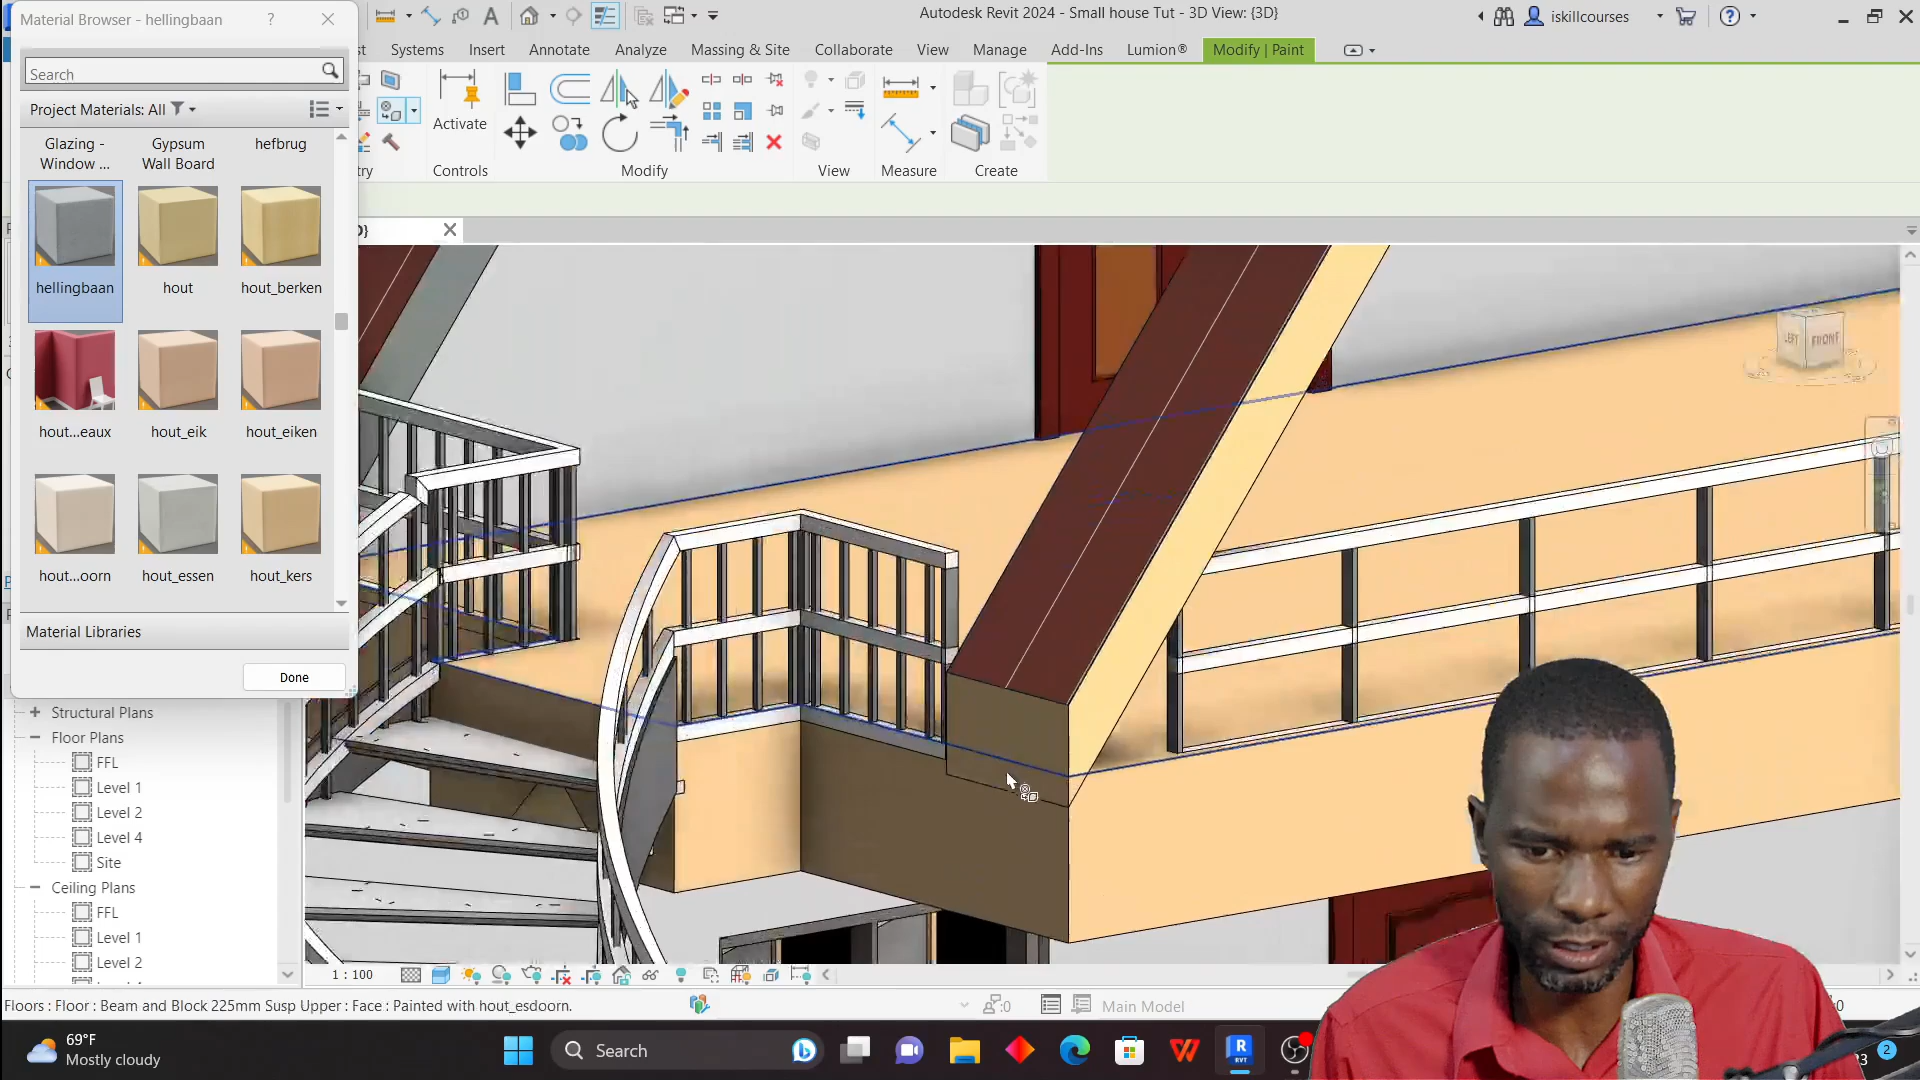 Material Browser - hellingbaan
?
Search
Project Materials: All
Glazing - Window ...
Gypsum Wall Board
hefbrug
hellingbaan
hout
hout_berken
hout...eaux
hout_eik
hout_eiken
hout...oorn
hout_essen
hout_kers
Material Libraries
Done
Structural Plans
Floor Plans
FFL
Level 1
Level 2
Level 4
Site
Ceiling Plans
FFL
Level 1
Level 2
Autodesk Revit 2024 - Small house Tut - 3D View: {3D}
iskillcourses
Systems
Insert
Annotate
Analyze
Massing & Site
Collaborate
View
Manage
Add-Ins
Lumion®
Modify | Paint
Activate
Controls
Modify
View
Measure
Create
LEFT
FRONT
1 : 100
Floors : Floor : Beam and Block 225mm Susp Upper : Face : Painted with hout_esdoorn.
:0
Main Model
69°F
Mostly cloudy
Search
2